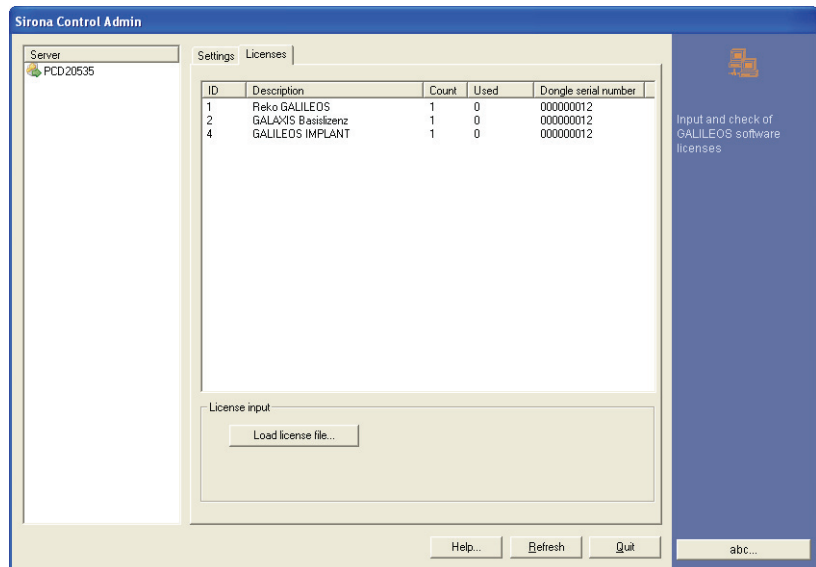 Sirona Control Admin
Server
PCD20535
Settings Licenses
ID Description Count Used Dongle serial number
1 Reko GALILEOS 1 0 000000012
2 GALAXIS Basislizenz 1 0 000000012
4 GALILEOS IMPLANT 1 0 000000012
License input
Load license file...
Help... Refresh Quit
Input and check of
GALILEOS software
licenses
abc...